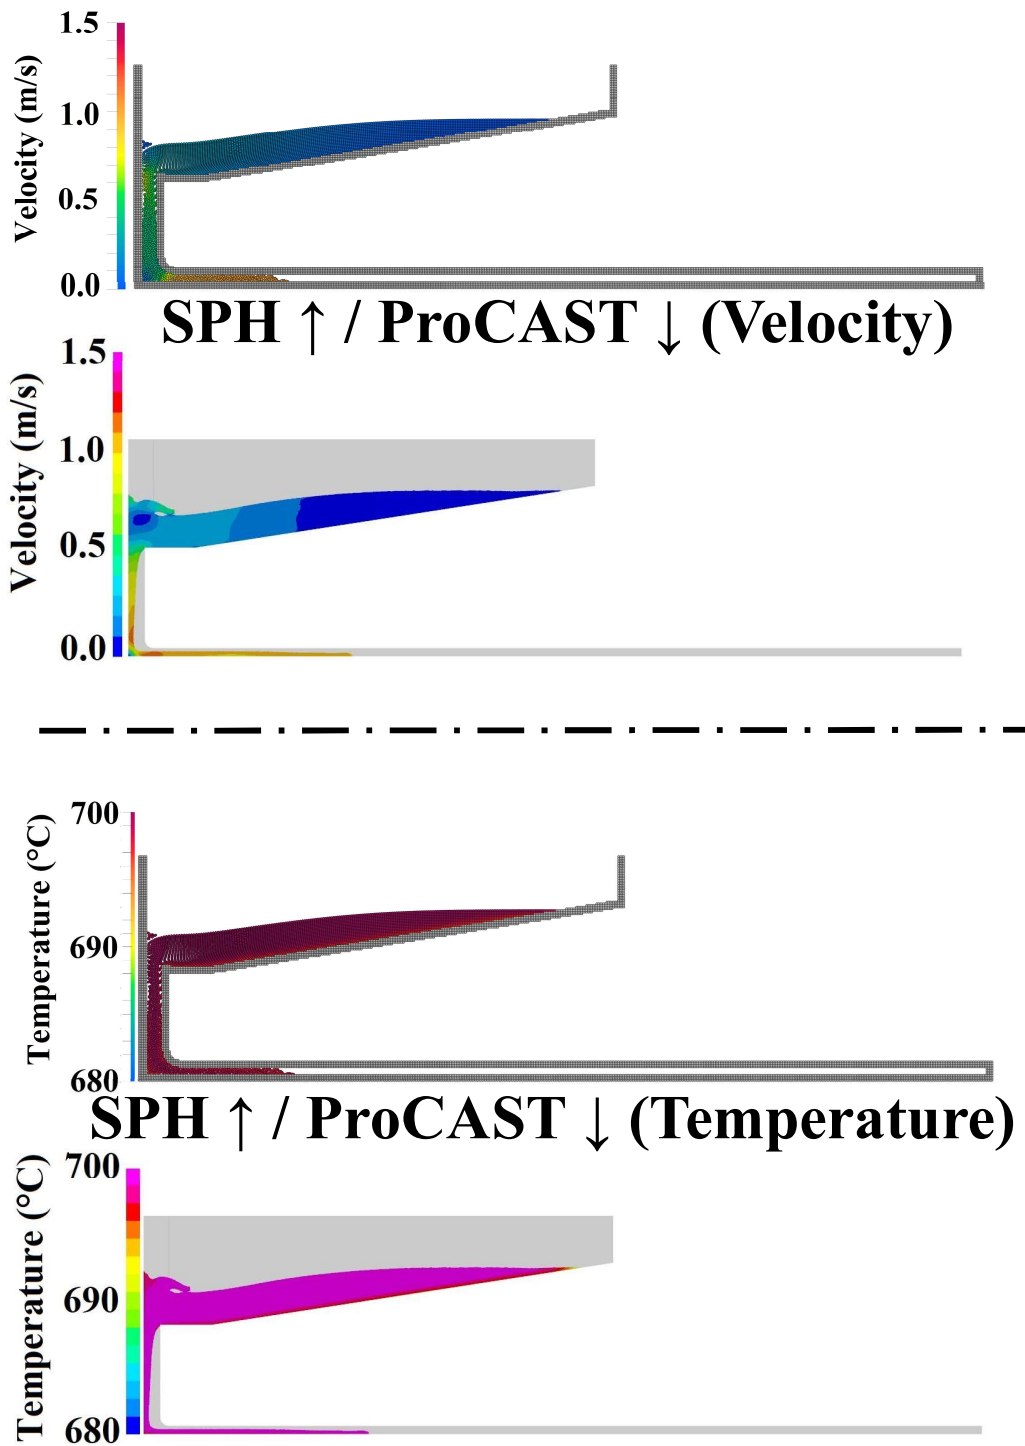 1.5
1.0
0.5
0.0
Velocity (m/s)
SPH ↑ / ProCAST ↓ (Velocity)
1.5
1.0
0.5
0.0
Velocity (m/s)
700
690
680
Temperature (°C)
SPH ↑ / ProCAST ↓ (Temperature)
700
690
680
Temperature (°C)